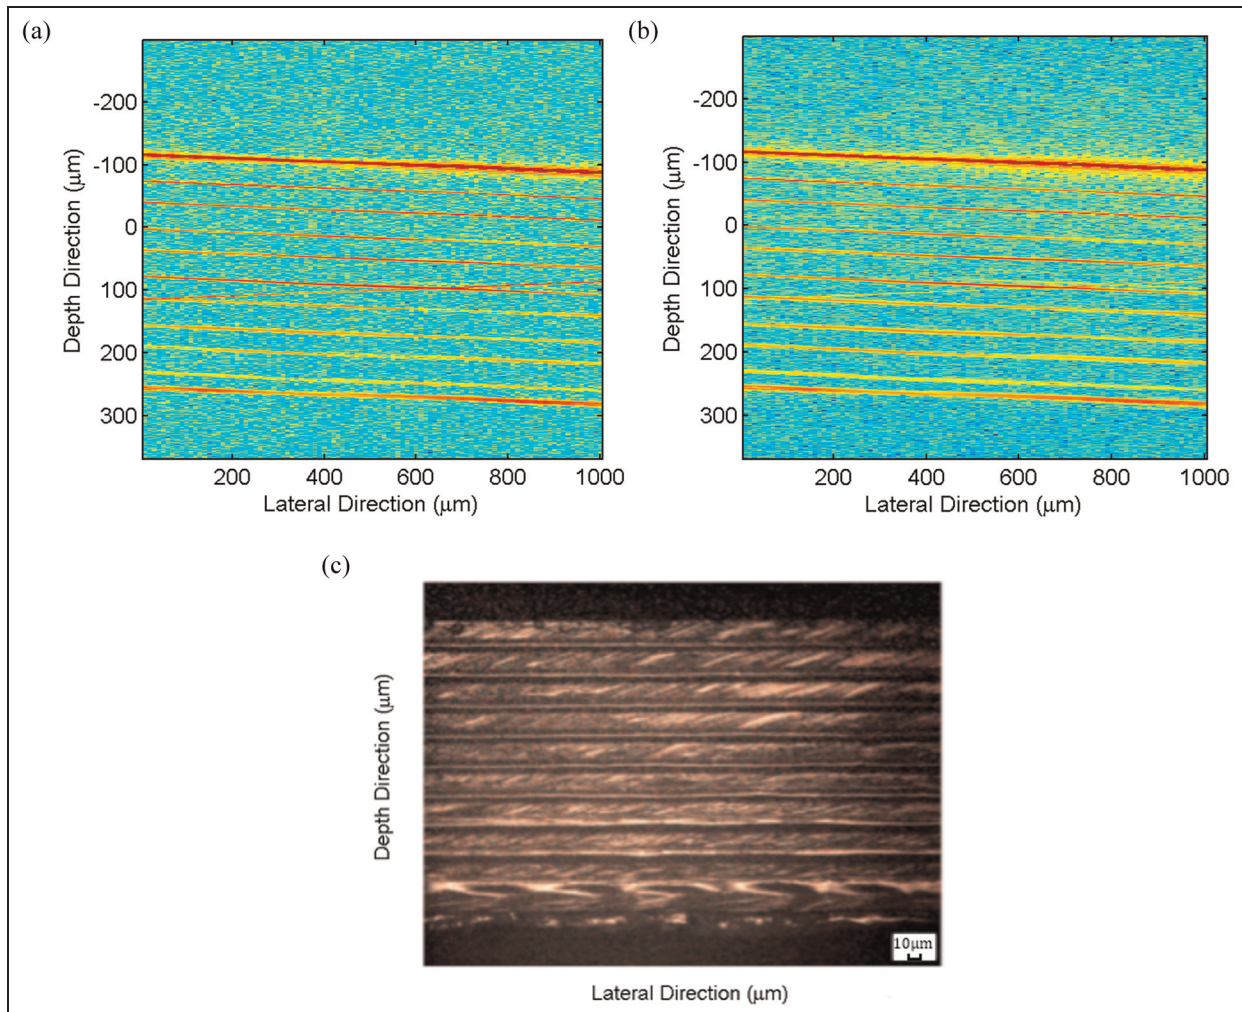 (a)
-200
-100
0
100
200
300
Depth Direction (μm)
200 400 600 800 1000
Lateral Direction (μm)
(b)
-200
-100
0
100
200
300
Depth Direction (μm)
200 400 600 800 1000
Lateral Direction (μm)
(c)
Depth Direction (μm)
10μm
Lateral Direction (μm)